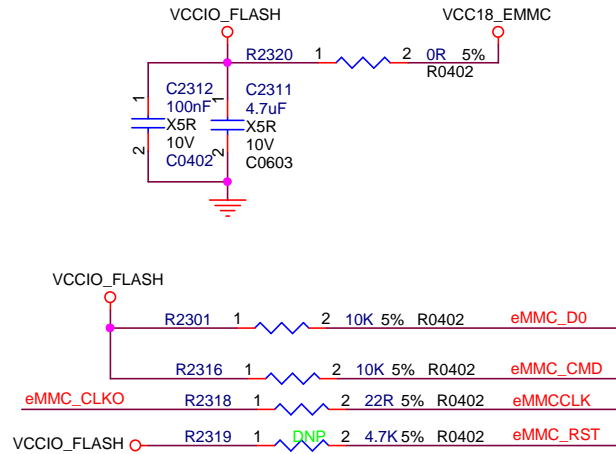 VCCIO_FLASH VCC18_EMMC
R2320 1 2 0R 5%
R0402
C2312 C2311
1 100nF 1 4.7uF
X5R X5R
10V 10V
2 C0402 2 C0603
VCCIO_FLASH
R2301 1 2 10K 5% R0402 eMMC_D0
R2316 1 2 10K 5% R0402 eMMC_CMD
eMMC_CLKO R2318 1 2 22R 5% R0402 eMMCCLK
VCCIO_FLASH R2319 1 DNP 2 4.7K 5% R0402 eMMC_RST